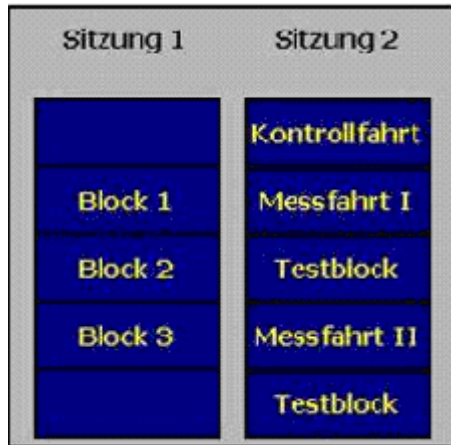 Sitzung 1
Block 1
Block 2
Block 3
Sitzung 2
Kontrollfahrt
Messfahrt I
Testblock
Messfahrt II
Testblock